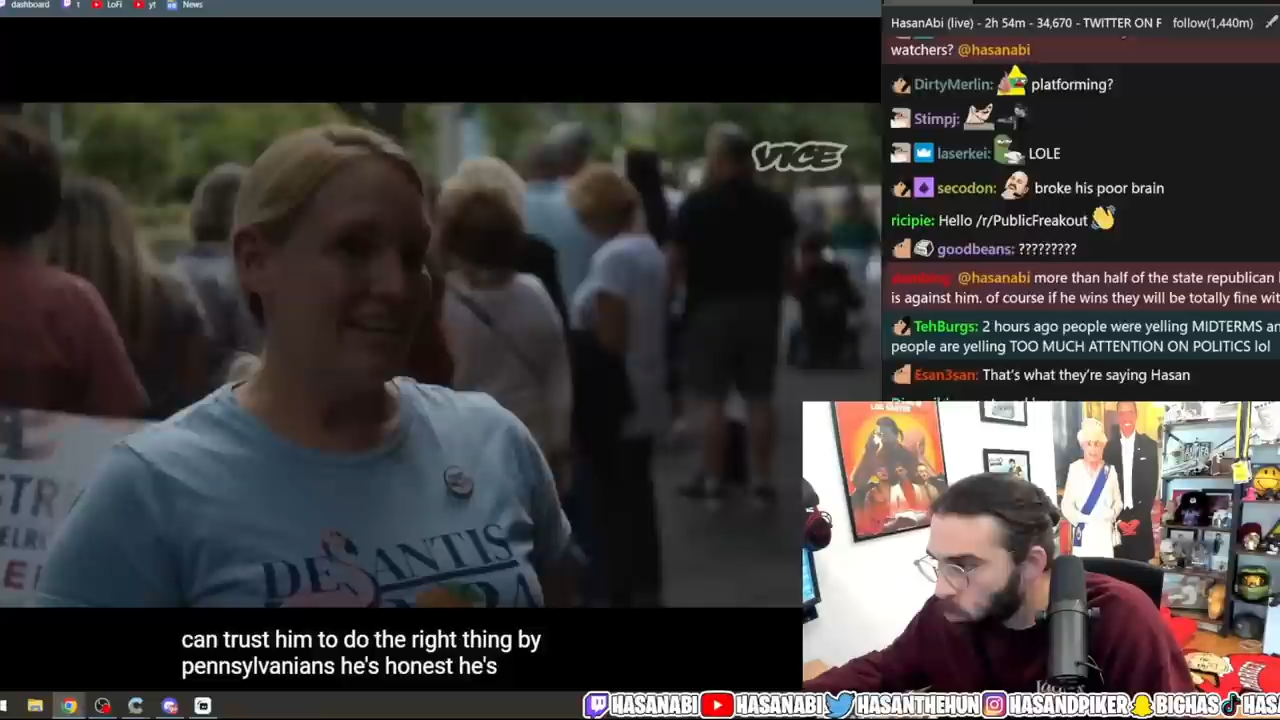 dashboard
t
LoFi
yt
News
HasanAbi (live) - 2h 54m - 34,670 - TWITTER ON F follow(1,440m)
watchers? @hasanabi
DirtyMerlin: platforming?
Stimpj:
laserkei: LOLE
secodon: broke his poor brain
ricipie: Hello /r/PublicFreakout
goodbeans: ?????????
@hasanabi more than half of the state republican
is against him. of course if he wins they will be totally fine wit
TehBurgs: 2 hours ago people were yelling MIDTERMS an
people are yelling TOO MUCH ATTENTION ON POLITICS lol
Esan3san: That's what they're saying Hasan
VICE
DESANTIS
can trust him to do the right thing by
pennsylvanians he's honest he's
HASANABI HASANABI HASANTHEHUN HASANDPIKER BIGHAS HASA